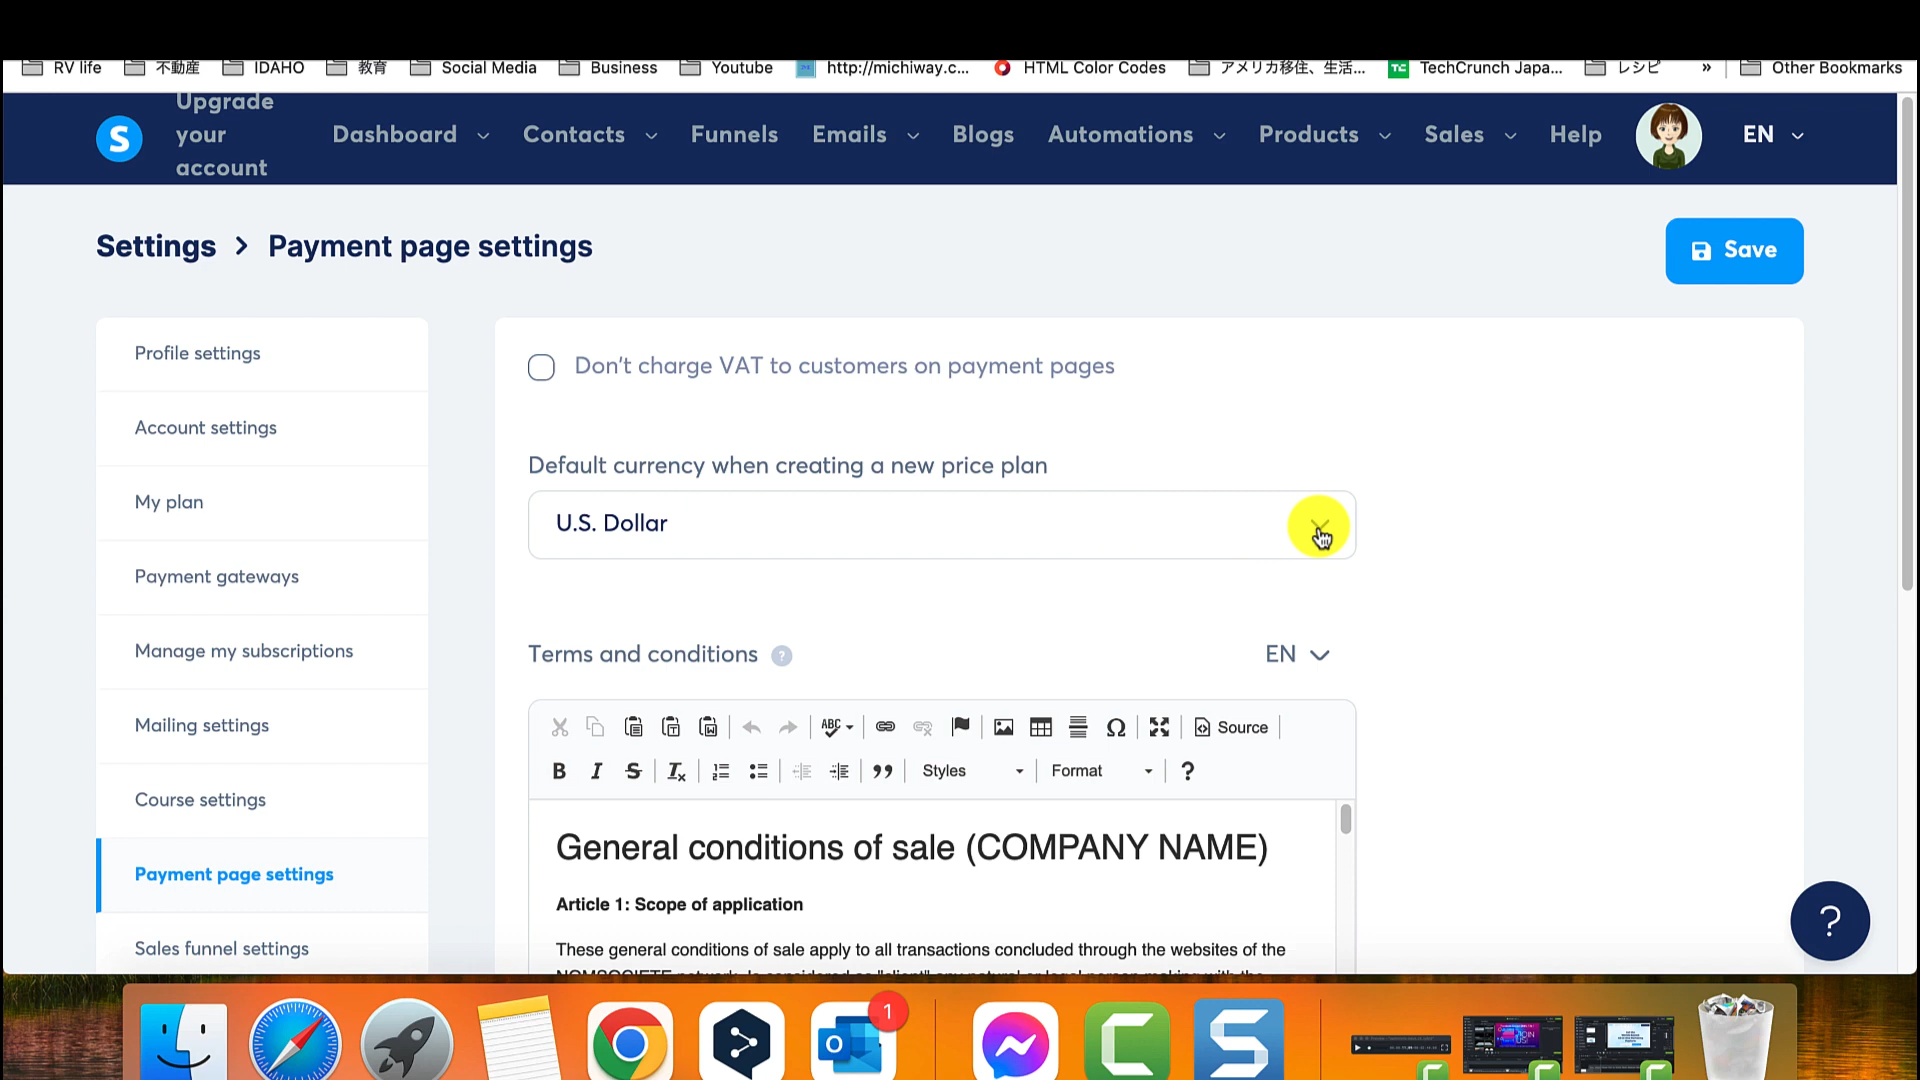 RV life 不動産 IDAHO 教育 Social Media Business Youtube http://michiway.c... HTML Color Codes アメリカ移住、生活... TC TechCrunch Japa... レシピ » Other Bookmarks
S
Upgrade
your
account
Dashboard Contacts Funnels Emails Blogs Automations Products Sales Help EN
Settings > Payment page settings
Save
Profile settings
Account settings
My plan
Payment gateways
Manage my subscriptions
Mailing settings
Course settings
Payment page settings
Sales funnel settings
Don't charge VAT to customers on payment pages
Default currency when creating a new price plan
U.S. Dollar
Terms and conditions ? EN
ABC Ω Source
B I S Tx Styles Format ?
General conditions of sale (COMPANY NAME)
Article 1: Scope of application
These general conditions of sale apply to all transactions concluded through the websites of the
?
1